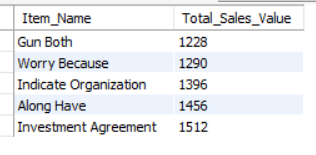 Item_Name Total_Sales_Value
Gun Both 1228
Worry Because 1290
Indicate Organization 1396
Along Have 1456
Investment Agreement 1512